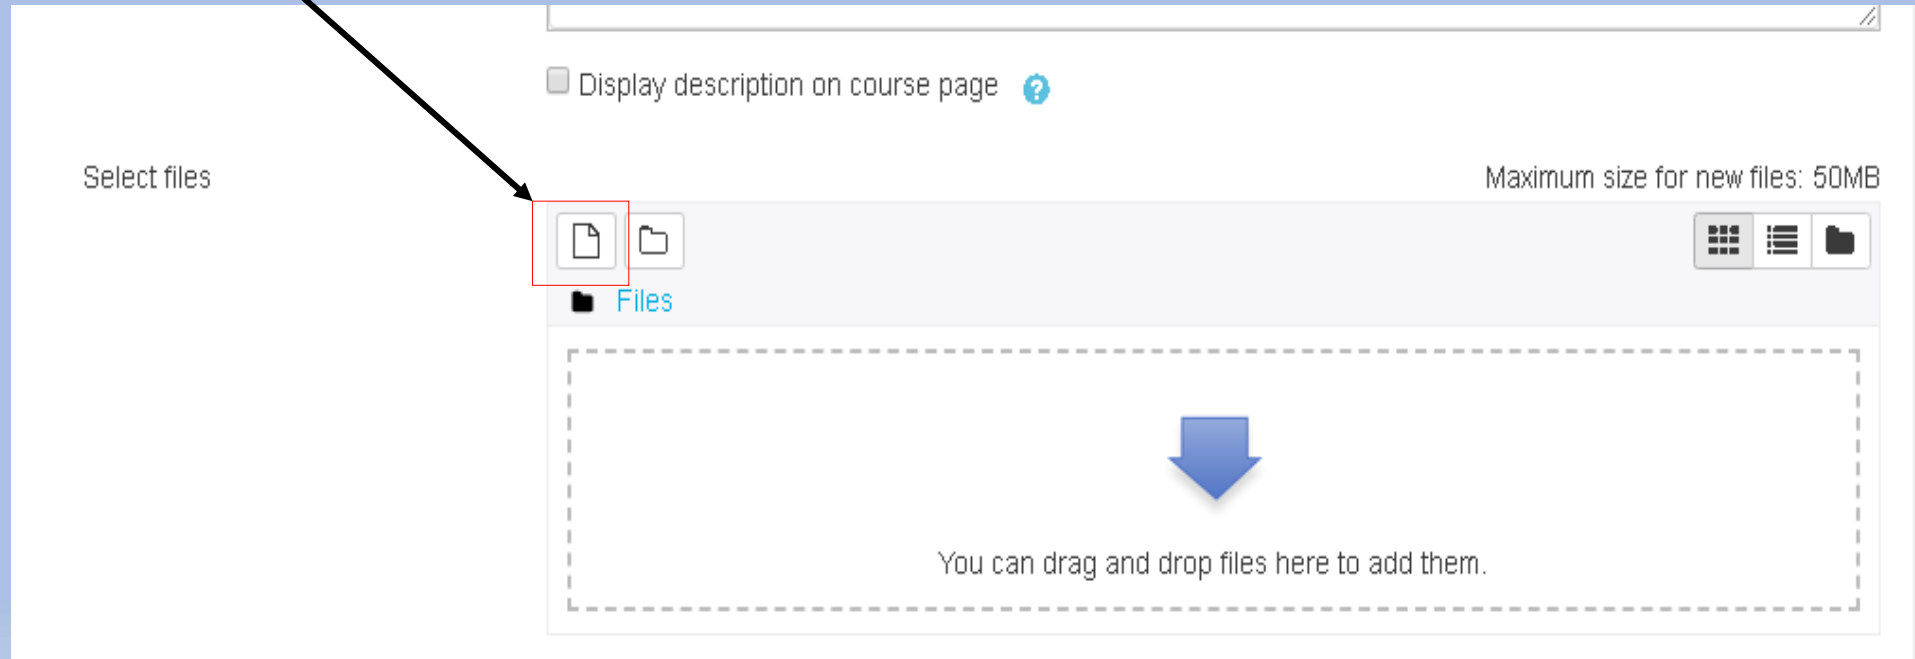 Display description on course page
Select files
Maximum size for new files: 50MB
Files
You can drag and drop files here to add them.